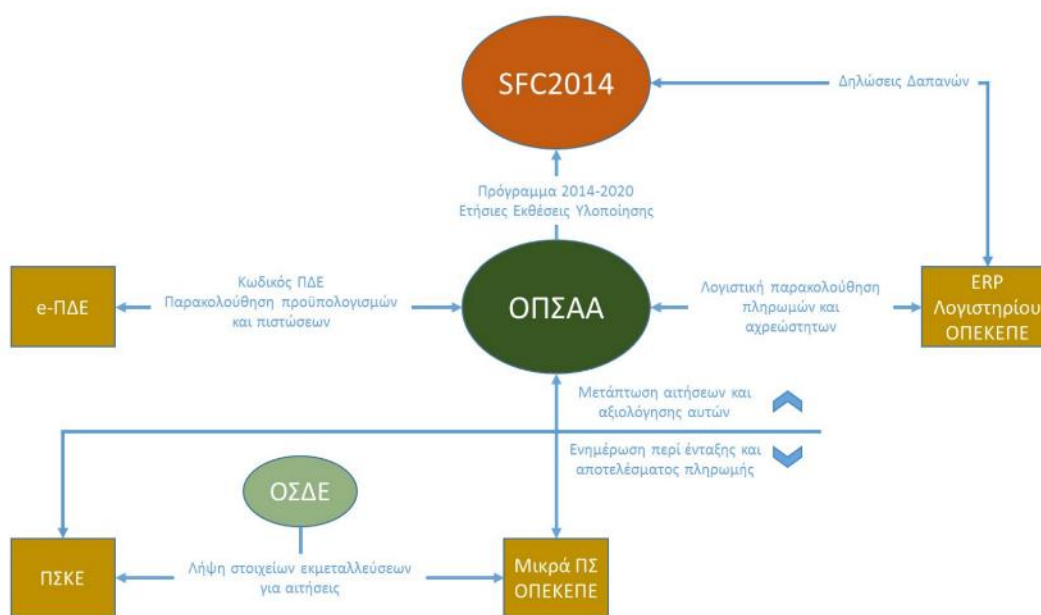 SFC2014
Δηλώσεις Δαπανών
Πρόγραμμα 2014-2020
Ετήσιες Εκθέσεις Υλοποίησης
e-ΠΔΕ
Κωδικός ΠΔΕ
Παρακολούθηση προϋπολογισμών
και πιστώσεων
ΟΠΣΑΑ
Λογιστική παρακολούθηση
πληρωμών και
αχρεώστητων
ERP
Λογιστηρίου
ΟΠΕΚΕΠΕ
Μετάπτωση αιτήσεων και
αξιολόγησης αυτών
Ενημέρωση περί ένταξης και
αποτελέσματος πληρωμής
ΟΣΔΕ
ΠΣΚΕ
Λήψη στοιχείων εκμεταλλεύσεων
για αιτήσεις
Μικρά ΠΣ
ΟΠΕΚΕΠΕ